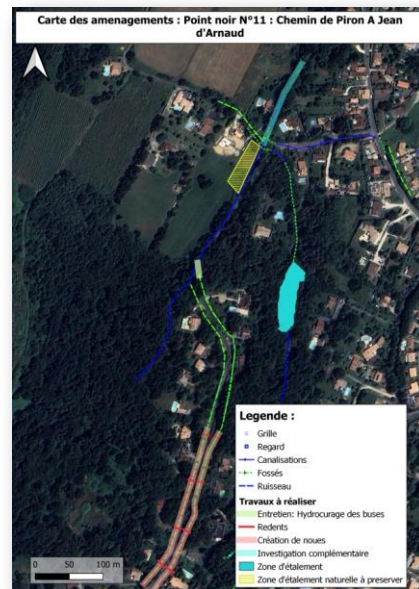 Carte des amenagements : Point noir N°11 : Chemin de Piron A Jean
d'Arnaud
Legende :
Grille
Regard
Canalisations
Fossés
Ruisseau
Travaux à réaliser
Entretien: Hydrocurage des buses
Redents
Création de noues
Investigation complémentaire
Zone d'étalement
Zone d'étalement naturelle à preserver
0 50 100 m